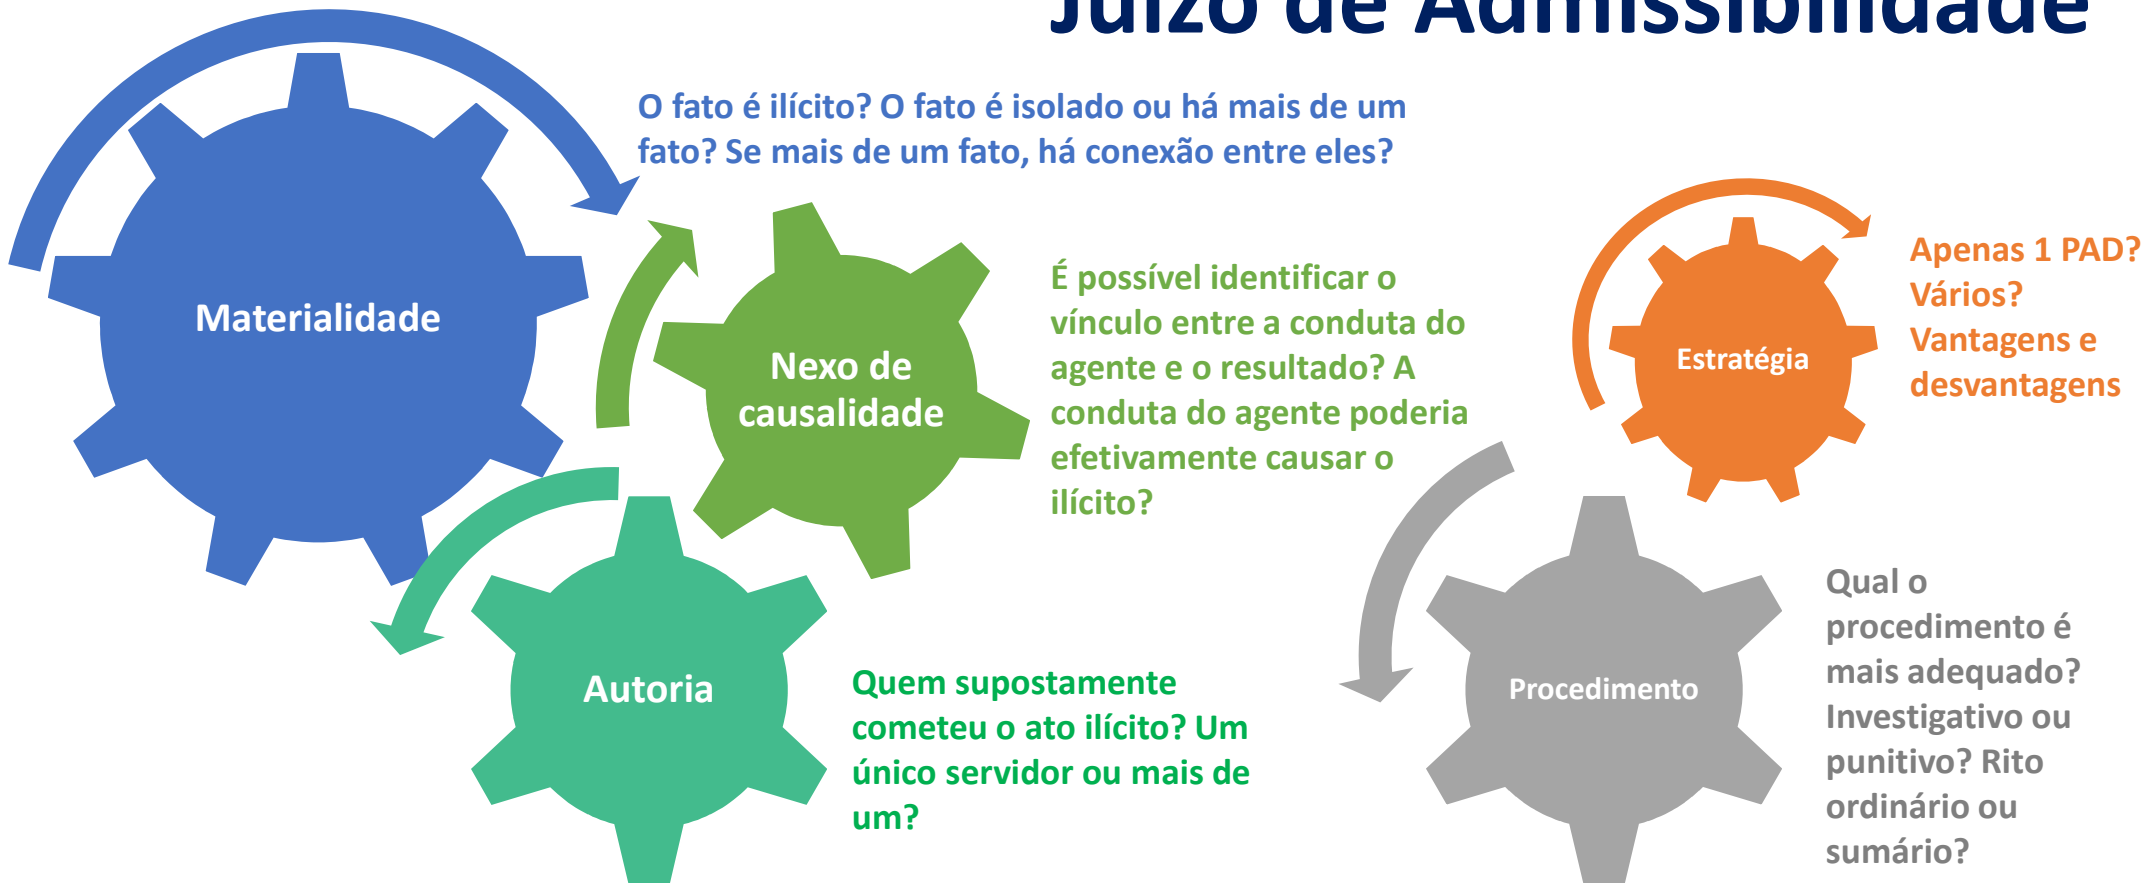 Juízo de Admissibilidade
O fato é ilícito? O fato é isolado ou há mais de um
fato? Se mais de um fato, há conexão entre eles?
Materialidade
Nexo de
causalidade
É possível identificar o
vínculo entre a conduta do
agente e o resultado? A
conduta do agente poderia
efetivamente causar o
ilícito?
Autoria
Quem supostamente
cometeu o ato ilícito? Um
único servidor ou mais de
um?
Estratégia
Apenas 1 PAD?
Vários?
Vantagens e
desvantagens
Procedimento
Qual o
procedimento é
mais adequado?
Investigativo ou
punitivo? Rito
ordinário ou
sumário?